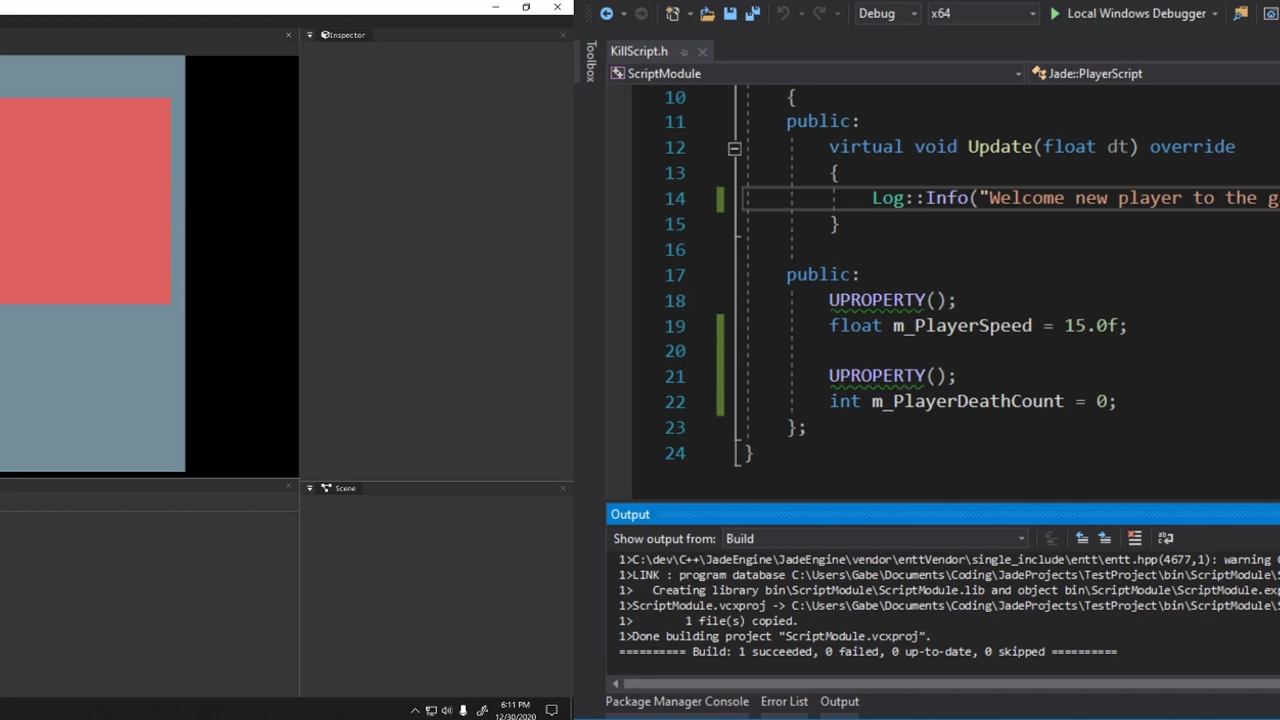 Inspector
Scene
6:11 PM
12/30/2020
Debug
x64
Local Windows Debugger
Toolbox
KillScript.h
ScriptModule
Jade::PlayerScript
10 {
11 public:
12 virtual void Update(float dt) override
13 {
14 Log::Info("Welcome new player to the g
15 }
16
17 public:
18 UPROPERTY();
19 float m_PlayerSpeed = 15.0f;
20
21 UPROPERTY();
22 int m_PlayerDeathCount = 0;
23 };
24 }
Output
Show output from: Build
1>C:\dev\C++\JadeEngine\JadeEngine\vendor\enttVendor\single_include\entt\entt.hpp(4677,1): warning C
1>LINK : program database C:\Users\Gabe\Documents\Coding\JadeProjects\TestProject\bin\ScriptModule\S
1> Creating library bin\ScriptModule\ScriptModule.lib and object bin\ScriptModule\ScriptModule.exp
1>ScriptModule.vcxproj -> C:\Users\Gabe\Documents\Coding\JadeProjects\TestProject\bin\ScriptModule\S
1> 1 file(s) copied.
1>Done building project "ScriptModule.vcxproj".
========== Build: 1 succeeded, 0 failed, 0 up-to-date, 0 skipped ==========
Package Manager Console Error List Output